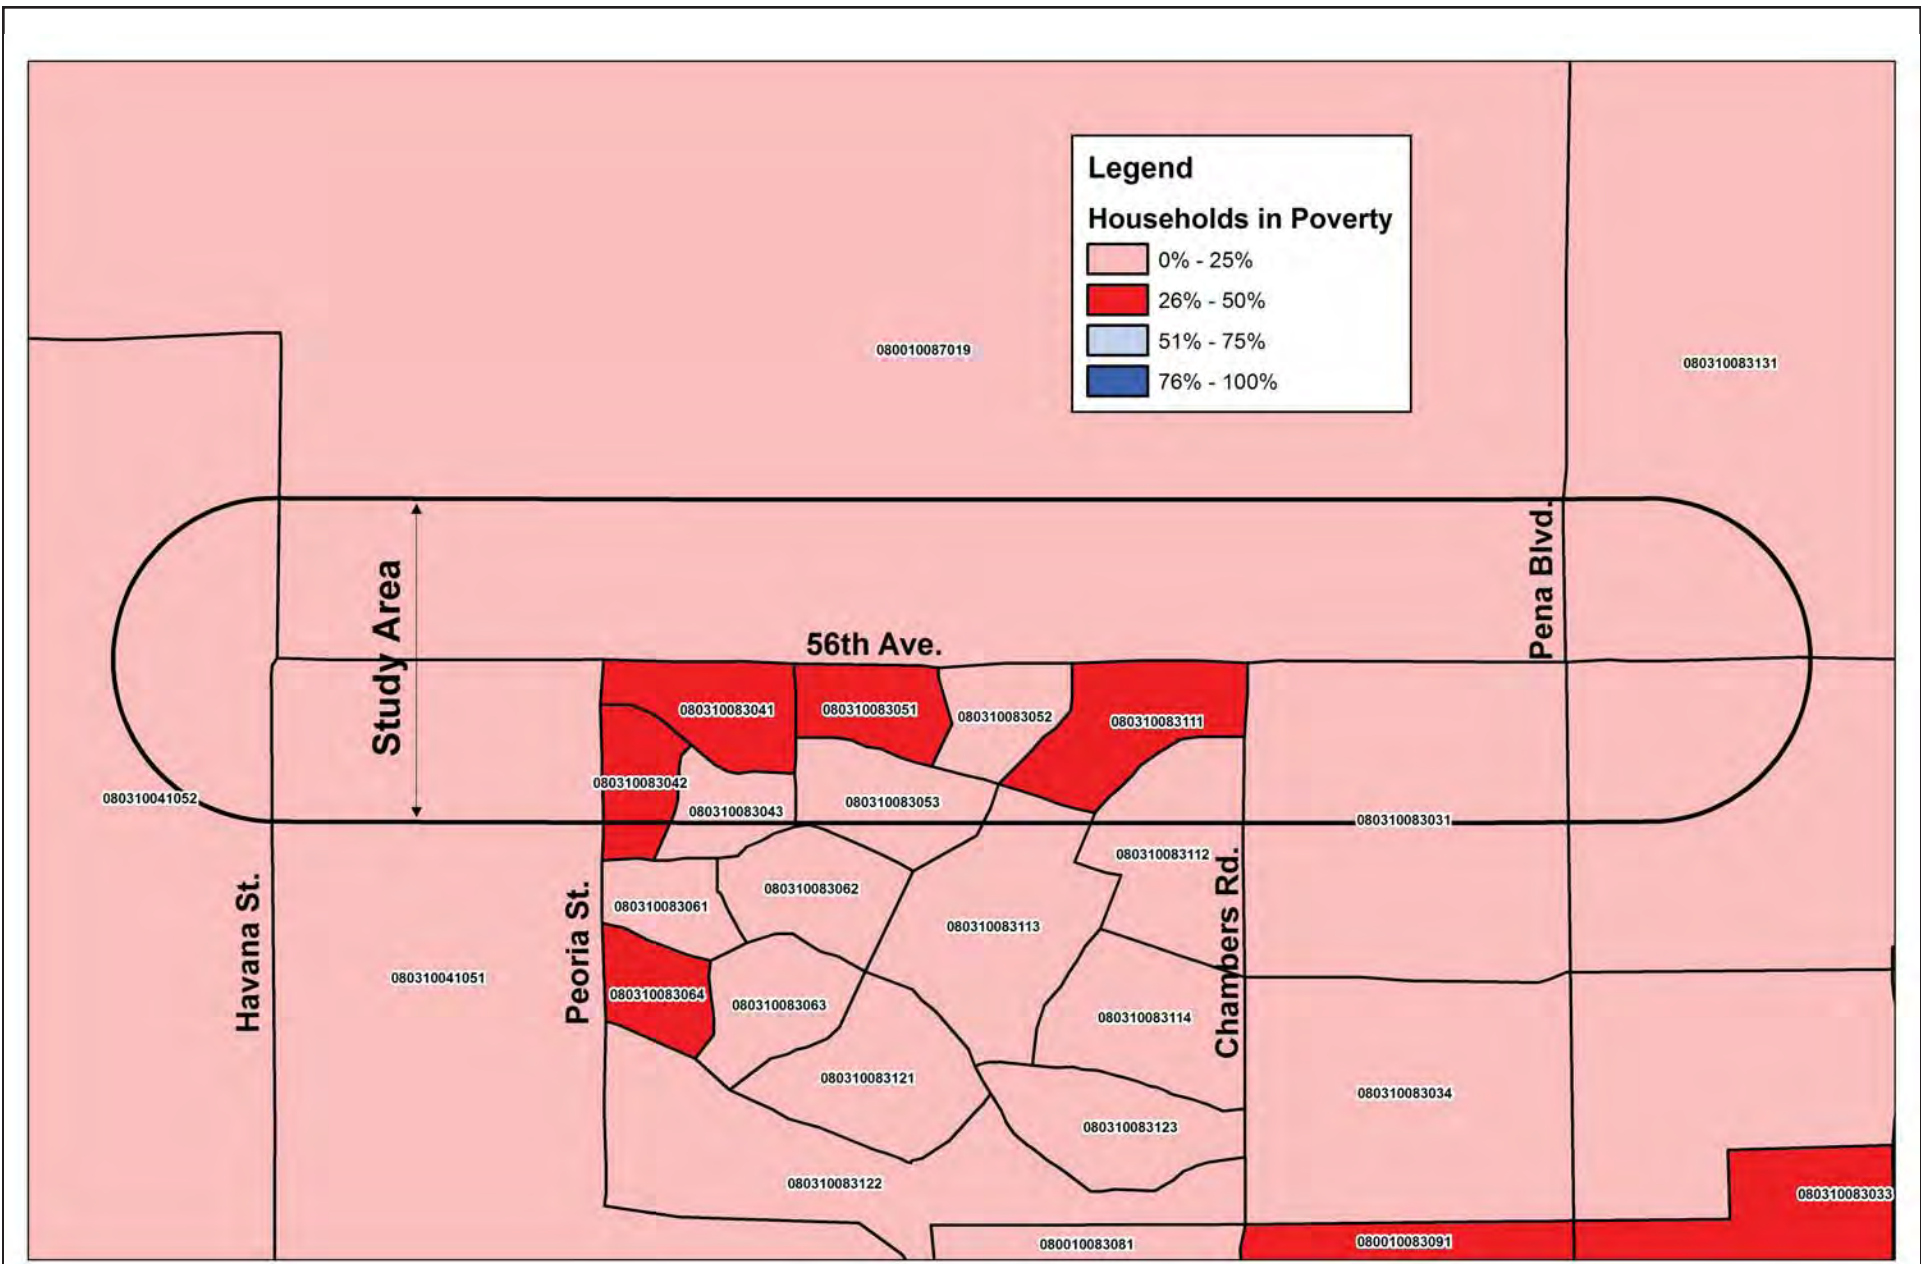 Legend
Households in Poverty
0% - 25%
26% - 50%
51% - 75%
76% - 100%
080010087019
080310083131
Study Area
Pena Blvd.
56th Ave.
080310083041
080310083051
080310083052
080310083111
080310083042
080310041052
080310083043
080310083053
080310083031
080310083112
080310083062
080310083061
080310083113
Havana St.
Peoria St.
Chambers Rd.
080310041051
080310083064
080310083063
080310083114
080310083121
080310083034
080310083123
080310083122
080310083033
080010083081
080010083091